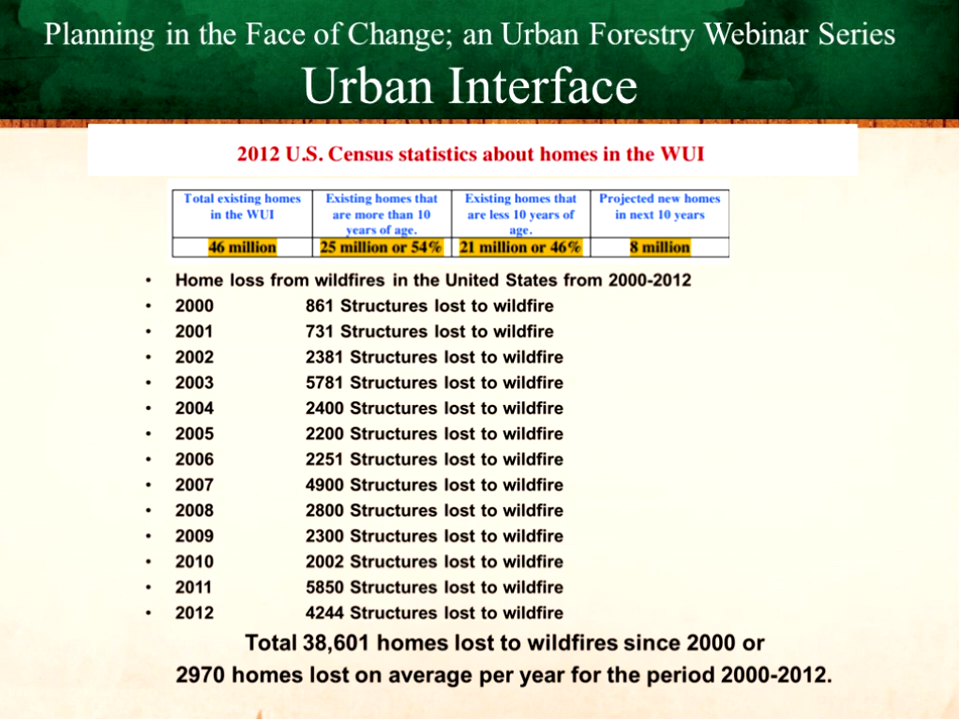 Planning in the Face of Change; an Urban Forestry Webinar Series
Urban Interface
2012 U.S. Census statistics about homes in the WUI
Total existing homes in the WUI
Existing homes that are more than 10 years of age.
Existing homes that are less 10 years of age.
Projected new homes in next 10 years
46 million
25 million or 54%
21 million or 46%
8 million
• Home loss from wildfires in the United States from 2000-2012
• 2000 861 Structures lost to wildfire
• 2001 731 Structures lost to wildfire
• 2002 2381 Structures lost to wildfire
• 2003 5781 Structures lost to wildfire
• 2004 2400 Structures lost to wildfire
• 2005 2200 Structures lost to wildfire
• 2006 2251 Structures lost to wildfire
• 2007 4900 Structures lost to wildfire
• 2008 2800 Structures lost to wildfire
• 2009 2300 Structures lost to wildfire
• 2010 2002 Structures lost to wildfire
• 2011 5850 Structures lost to wildfire
• 2012 4244 Structures lost to wildfire
Total 38,601 homes lost to wildfires since 2000 or
2970 homes lost on average per year for the period 2000-2012.